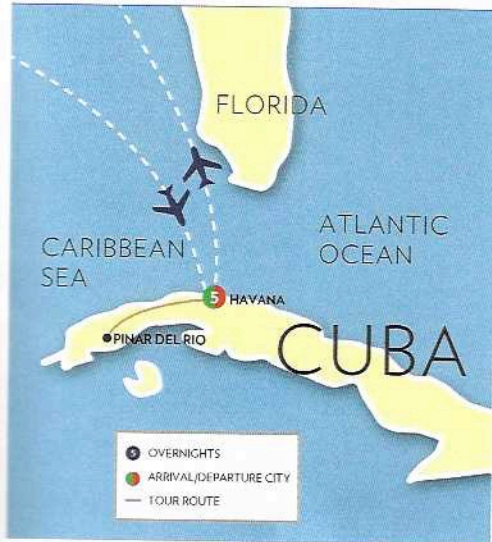 FLORIDA
ATLANTIC
OCEAN
CARIBBEAN
SEA
5
HAVANA
PINAR DEL RIO
CUBA
5 OVERNIGHTS
ARRIVAL/DEPARTURE CITY
TOUR ROUTE